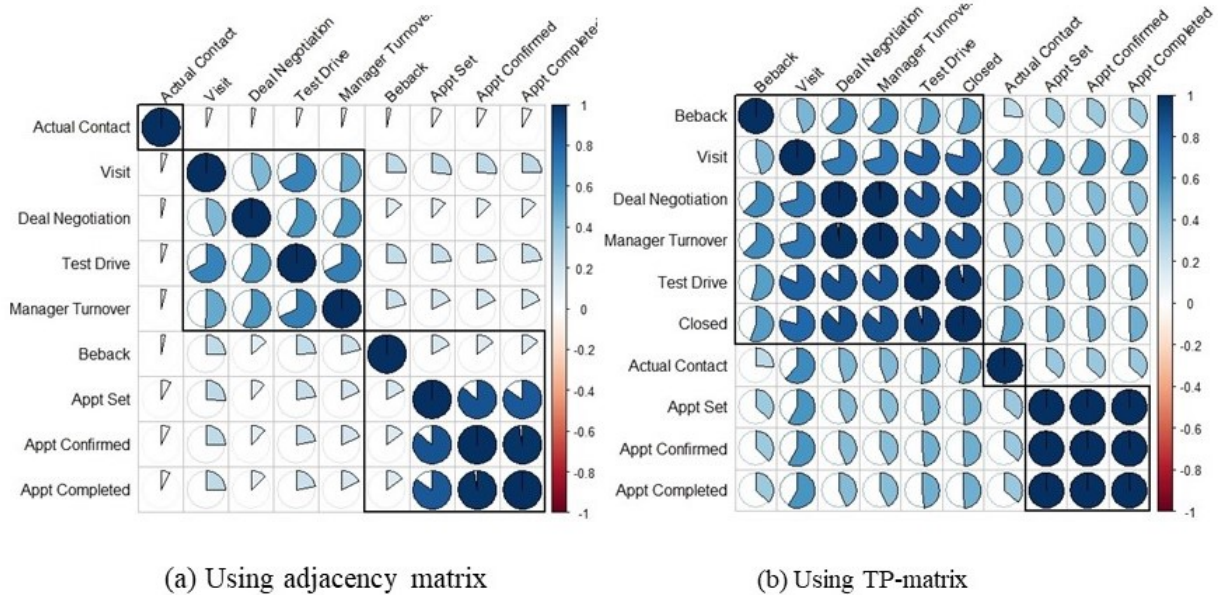 Actual Contact
Visit
Deal Negotiation
Test Drive
Manager Turnover
Beback
Appt Set
Appt Confirmed
Appt Completed
Actual Contact
Visit
Deal Negotiation
Test Drive
Manager Turnover
Beback
Appt Set
Appt Confirmed
Appt Completed
1
0.8
0.6
0.4
0.2
0
-0.2
-0.4
-0.6
-0.8
-1
(a) Using adjacency matrix
Beback
Visit
Deal Negotiation
Manager Turnover
Test Drive
Closed
Actual Contact
Appt Set
Appt Confirmed
Appt Completed
Beback
Visit
Deal Negotiation
Manager Turnover
Test Drive
Closed
Actual Contact
Appt Set
Appt Confirmed
Appt Completed
1
0.8
0.6
0.4
0.2
0
-0.2
-0.4
-0.6
-0.8
-1
(b) Using TP-matrix